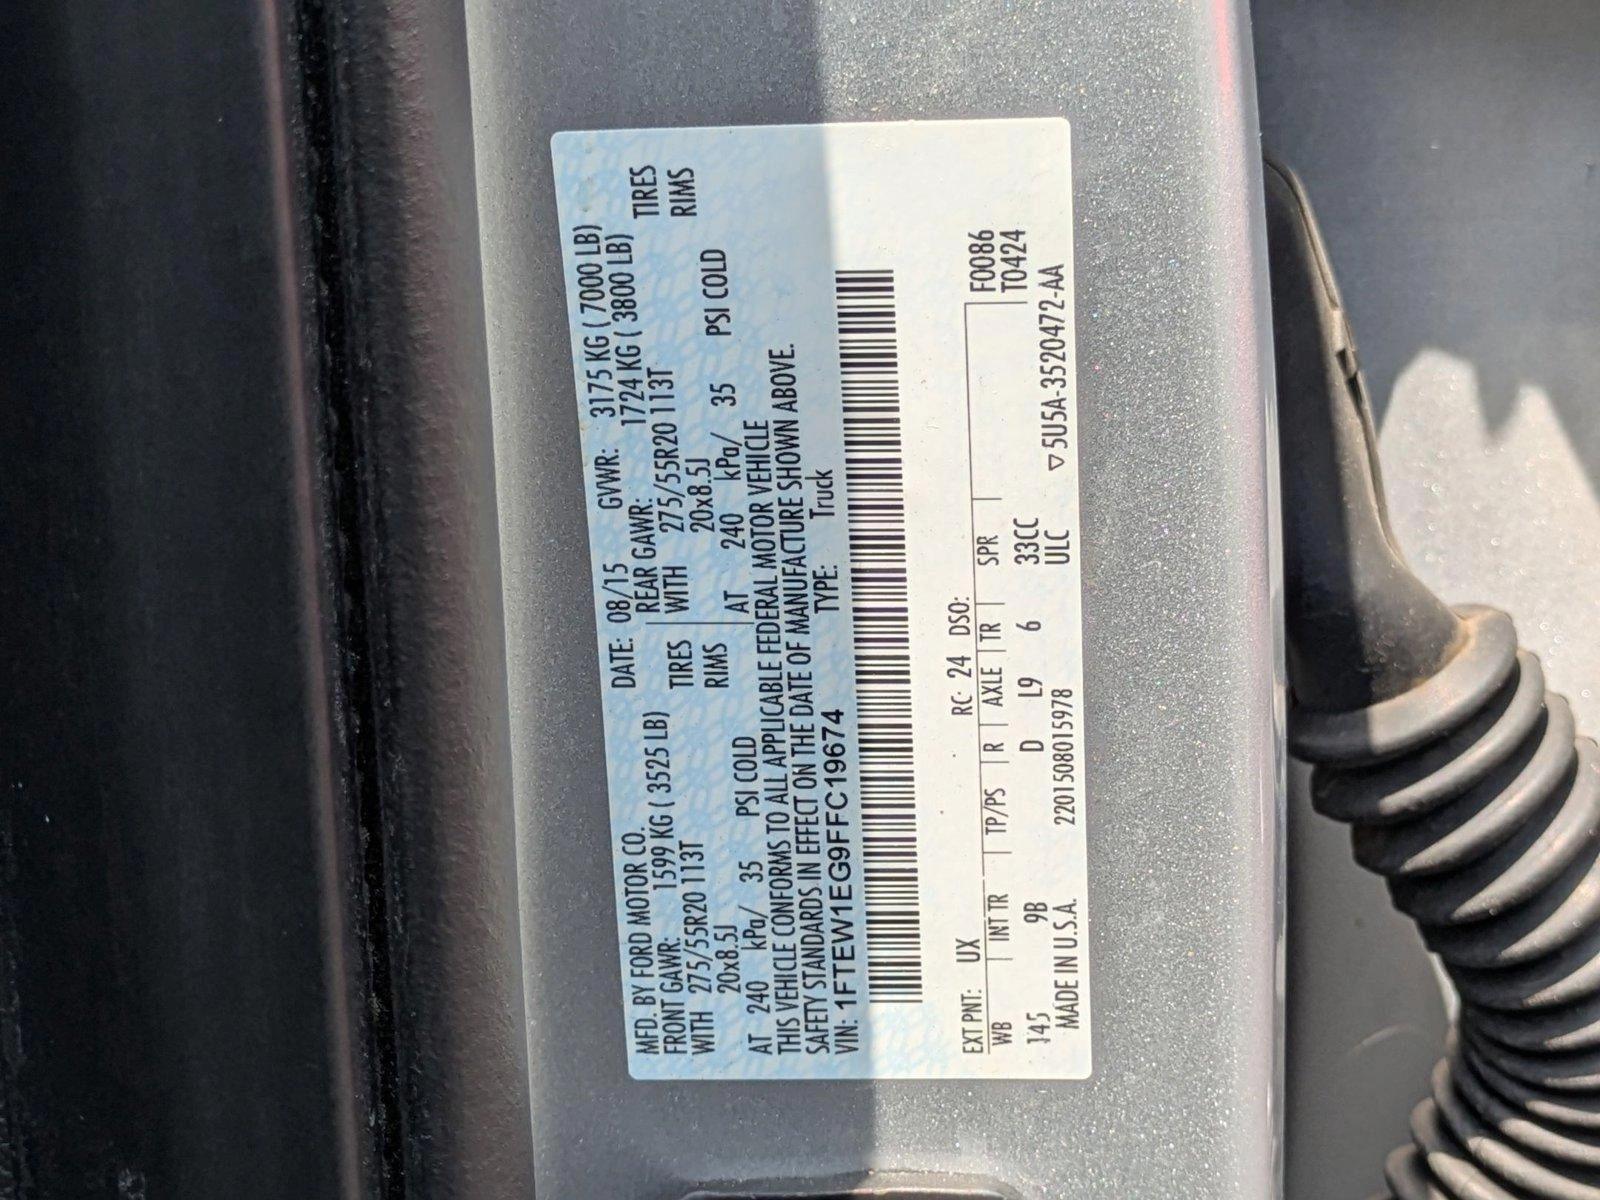 MFD. BY FORD MOTOR CO.
DATE: 08/15 GVWR: 3175 KG ( 7000 LB)
FRONT GAWR: 1599 KG ( 3525 LB) REAR GAWR: 1724 KG ( 3800 LB)
WITH 275/55R20 113T TIRES WITH 275/55R20 113T TIRES
20x8.5J RIMS 20x8.5J RIMS
AT 240 kPa/ 35 PSI COLD AT 240 kPa/ 35 PSI COLD
THIS VEHICLE CONFORMS TO ALL APPLICABLE FEDERAL MOTOR VEHICLE
SAFETY STANDARDS IN EFFECT ON THE DATE OF MANUFACTURE SHOWN ABOVE.
VIN: 1FTEW1EG9FFC19674 TYPE: Truck
EXT PNT: UX RC: 24 DSO:
WB INT TR TP/PS R AXLE TR SPR F0086
145 9B D L9 6 33CC T0424
MADE IN U.S.A. 2201508015978 ULC ▽5U5A-3520472-AA